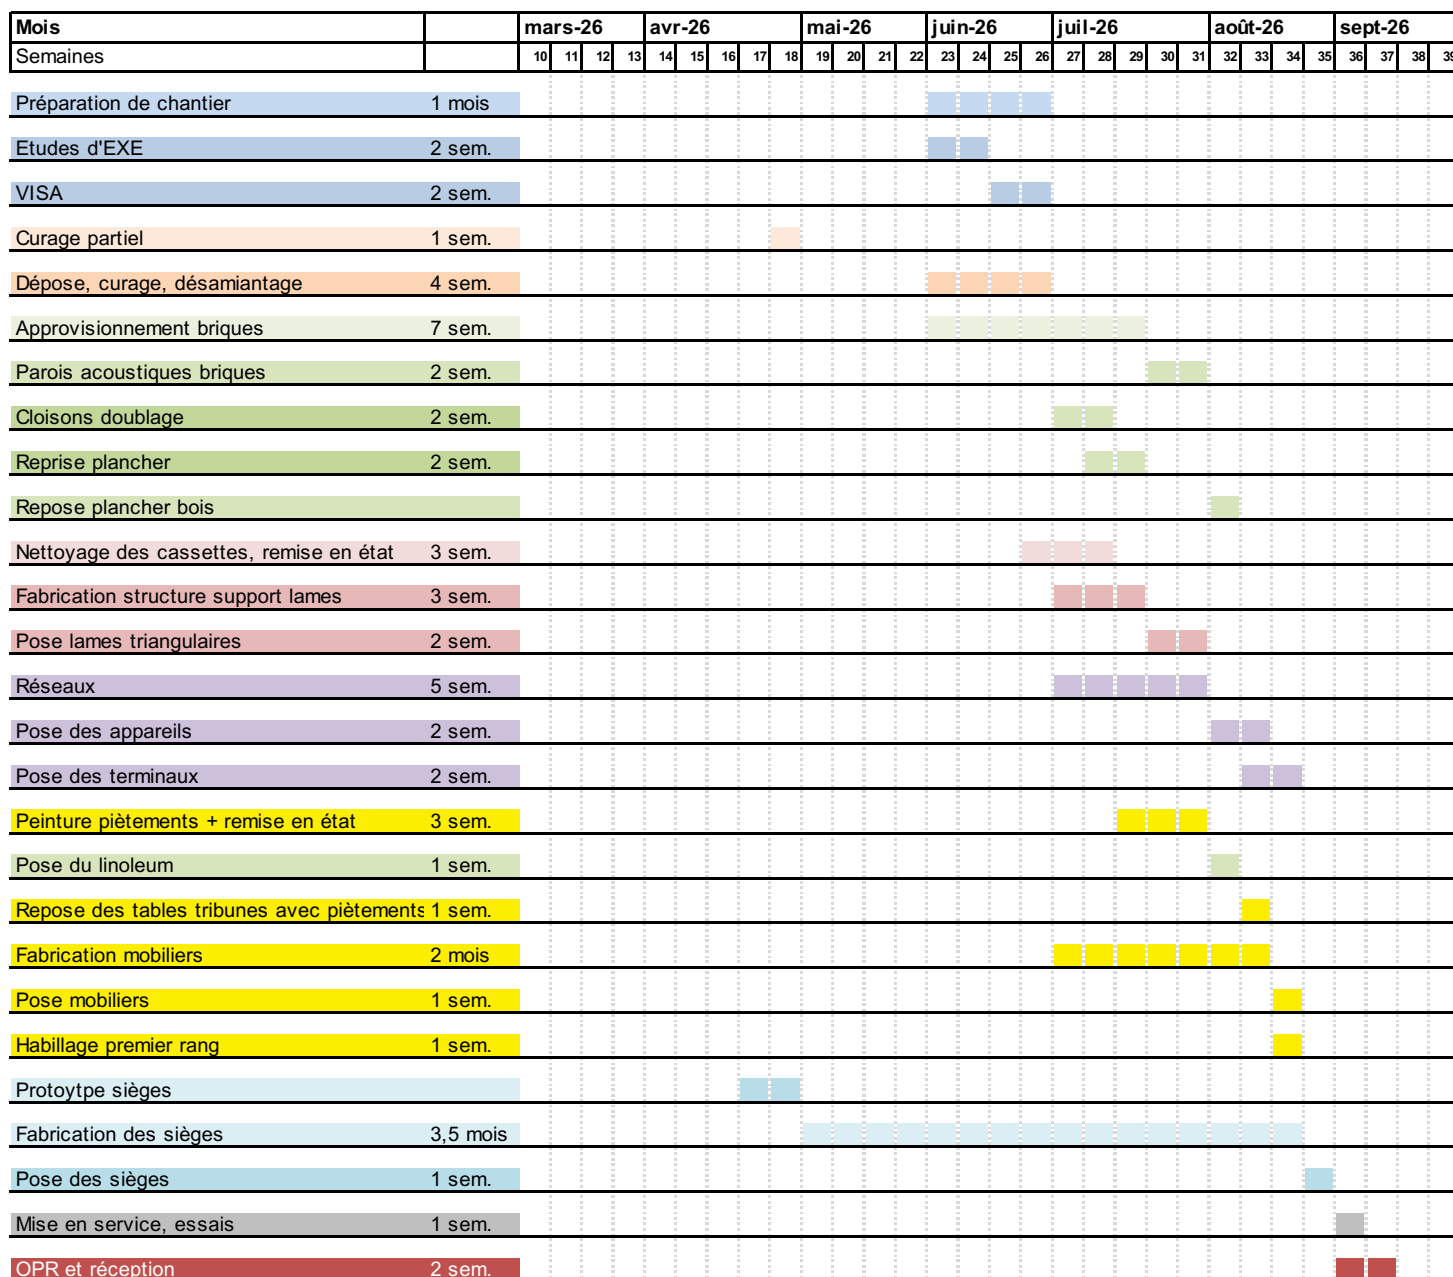 Mois mars-26 avr-26 mai-26 juin-26 juil-26 août-26 sept-26
Semaines 10 11 12 13 14 15 16 17 18 19 20 21 22 23 24 25 26 27 28 29 30 31 32 33 34 35 36 37 38 39
Préparation de chantier 1 mois
Etudes d'EXE 2 sem.
VISA 2 sem.
Curage partiel 1 sem.
Dépose, curage, désamiantage 4 sem.
Approvisionnement briques 7 sem.
Parois acoustiques briques 2 sem.
Cloisons doublage 2 sem.
Reprise plancher 2 sem.
Repose plancher bois
Nettoyage des cassettes, remise en état 3 sem.
Fabrication structure support lames 3 sem.
Pose lames triangulaires 2 sem.
Réseaux 5 sem.
Pose des appareils 2 sem.
Pose des terminaux 2 sem.
Peinture piètements + remise en état 3 sem.
Pose du linoleum 1 sem.
Repose des tables tribunes avec piètements 1 sem.
Fabrication mobiliers 2 mois
Pose mobiliers 1 sem.
Habillage premier rang 1 sem.
Protoytpe sièges
Fabrication des sièges 3,5 mois
Pose des sièges 1 sem.
Mise en service, essais 1 sem.
OPR et réception 2 sem.